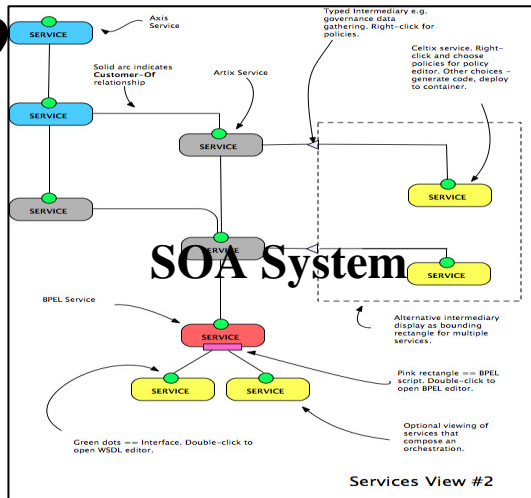 Axis
Service
SERVICE
Typed Intermediary e.g.
governance data
gathering. Right-click for
policies.
Celtix service. Right-
click and choose
policies for policy
editor. Other choices –
generate code, deploy
to container.
Solid arc indicates
Customer-Of
relationship
Artix Service
SERVICE
SERVICE
SERVICE
SERVICE
SERVICE
SOA System
SERVICE
BPEL Service
Alternative intermediary
display as bounding
rectangle for multiple
services.
SERVICE
Pink rectangle == BPEL
script. Double-click to
open BPEL editor.
SERVICE
SERVICE
Green dots == Interface. Double-click to
open WSDL editor.
Optional viewing of
services that
compose an
orchestration.
Services View #2